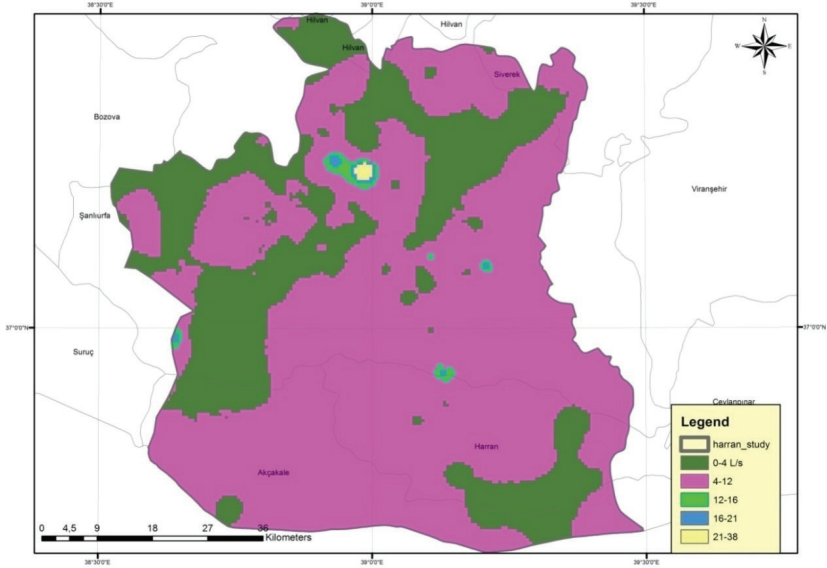 38°30'0"E
39°0'0"E
38°30'0"E
Hilvan
Hilvan
Hilvan
Siverek
N
W
E
S
Bozova
Viranşehir
Şanlıurfa
37°0'0"N
37°0'0"N
Suruç
Ceylanpınar
Harran
Akçakale
Legend
harran_study
0-4 L/s
4-12
12-16
16-21
21-38
0 4,5 9 18 27 36
Kilometers
38°30'0"E
39°0'0"E
38°30'0"E